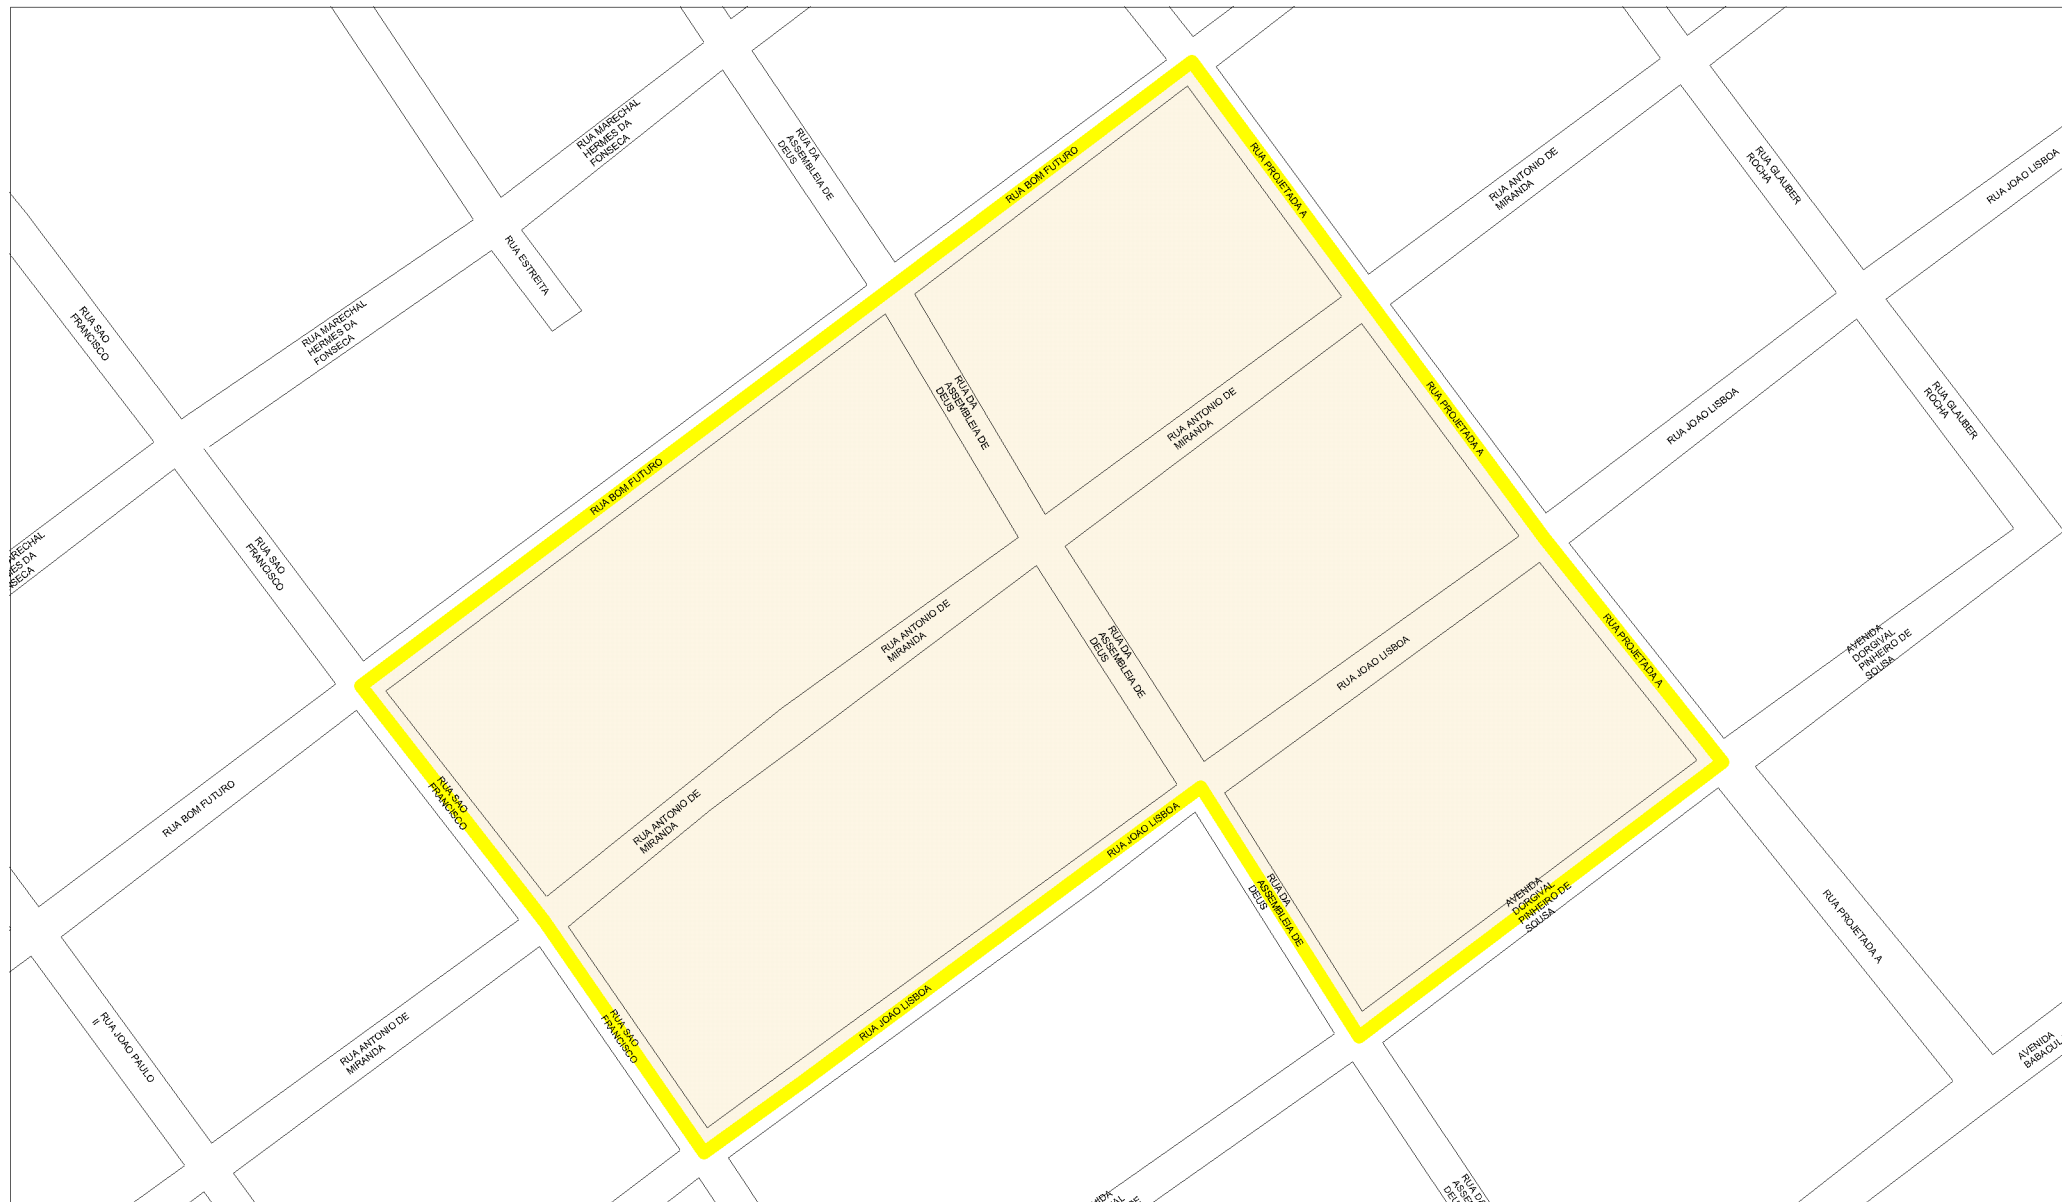 RUA MARECHAL
HERMES DA
FONSECA
RUA DA
ASSEMBLEIA DE
DEUS
RUA BOM FUTURO
RUA PROJETADA A
RUA ANTONIO DE
MIRANDA
RUA GLAUBER
ROCHA
RUA JOAO LISBOA
RUA ESTREITA
RUA SAO
FRANCISCO
RUA MARECHAL
HERMES DA
FONSECA
RUA DA
ASSEMBLEIA DE
DEUS
RUA ANTONIO DE
MIRANDA
RUA PROJETADA A
RUA JOAO LISBOA
RUA GLAUBER
ROCHA
RUA BOM FUTURO
RUA SAO
FRANCISCO
RUA ANTONIO DE
MIRANDA
RUA DA
ASSEMBLEIA DE
DEUS
RUA JOAO LISBOA
RUA PROJETADA A
AVENIDA
DORGIVAL
PINHEIRO DE
SOUSA
RUA BOM FUTURO
RUA SAO
FRANCISCO
RUA ANTONIO DE
MIRANDA
RUA JOAO LISBOA
RUA DA
ASSEMBLEIA DE
DEUS
AVENIDA
DORGIVAL
PINHEIRO DE
SOUSA
RUA PROJETADA A
RUA JOAO PAULO
II
RUA ANTONIO DE
MIRANDA
RUA SAO
FRANCISCO
RUA JOAO LISBOA
AVENIDA
RUA DA